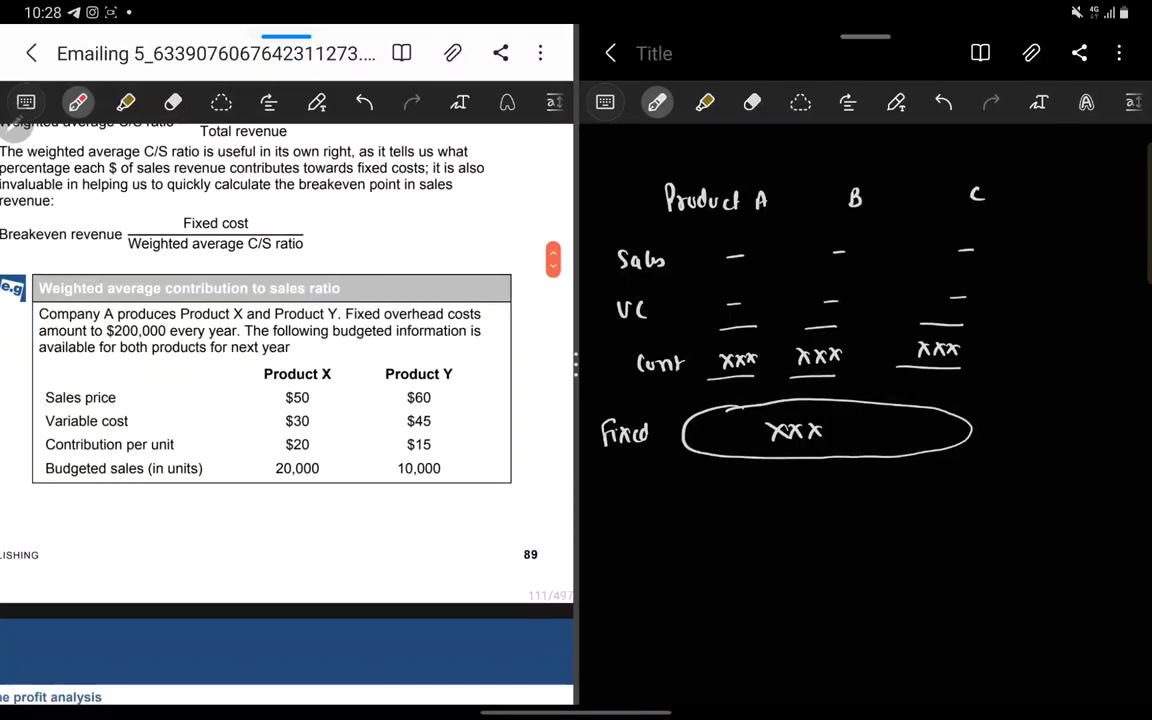 10:28
4G
Emailing 5_6339076067642311273....
Title
Weighted average C/S ratio
Total revenue
The weighted average C/S ratio is useful in its own right, as it tells us what
percentage each $ of sales revenue contributes towards fixed costs; it is also
invaluable in helping us to quickly calculate the breakeven point in sales
revenue:
Fixed cost
Breakeven revenue
Weighted average C/S ratio
e.g
Weighted average contribution to sales ratio
Company A produces Product X and Product Y. Fixed overhead costs
amount to $200,000 every year. The following budgeted information is
available for both products for next year
Product X Product Y
Sales price $50 $60
Variable cost $30 $45
Contribution per unit $20 $15
Budgeted sales (in units) 20,000 10,000
LISHING 89
111/497
ne profit analysis
Product A B C
Sales – – –
VC – – –
Cont xxx xxx xxx
Fixed xxx